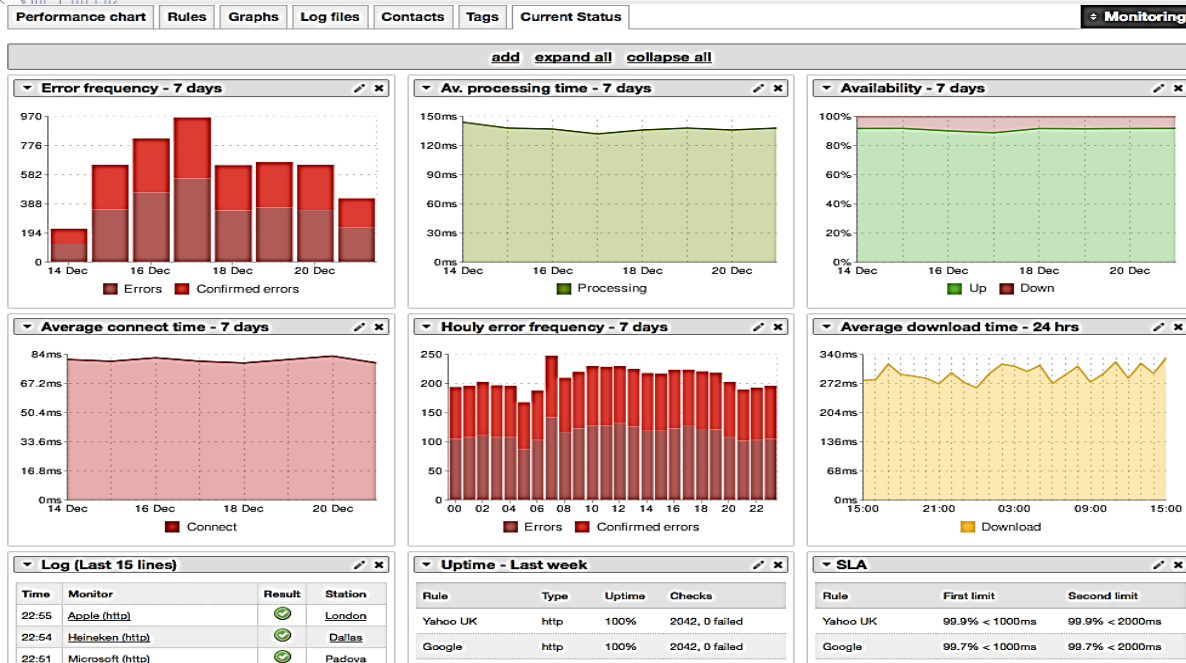 Performance chart Rules Graphs Log files Contacts Tags Current Status Monitoring
add expand all collapse all
Error frequency - 7 days
970
776
582
388
194
0
14 Dec 16 Dec 18 Dec 20 Dec
Errors Confirmed errors
Av. processing time - 7 days
150ms
120ms
90ms
60ms
30ms
0ms
14 Dec 16 Dec 18 Dec 20 Dec
Processing
Availability - 7 days
100%
80%
60%
40%
20%
0%
14 Dec 16 Dec 18 Dec 20 Dec
Up Down
Average connect time - 7 days
84ms
67.2ms
50.4ms
33.6ms
16.8ms
0ms
14 Dec 16 Dec 18 Dec 20 Dec
Connect
Houly error frequency - 7 days
250
200
150
100
50
0
00 02 04 06 08 10 12 14 16 18 20 22
Errors Confirmed errors
Average download time - 24 hrs
340ms
272ms
204ms
136ms
68ms
0ms
15:00 21:00 03:00 09:00 15:00
Download
Log (Last 15 lines)
Time Monitor Result Station
22:55 Apple (http) London
22:54 Heineken (http) Dallas
22:51 Microsoft (http) Padova
Uptime - Last week
Rule Type Uptime Checks
Yahoo UK http 100% 2042, 0 failed
Google http 100% 2042, 0 failed
SLA
Rule First limit Second limit
Yahoo UK 99.9% < 1000ms 99.9% < 2000ms
Google 99.7% < 1000ms 99.7% < 2000ms